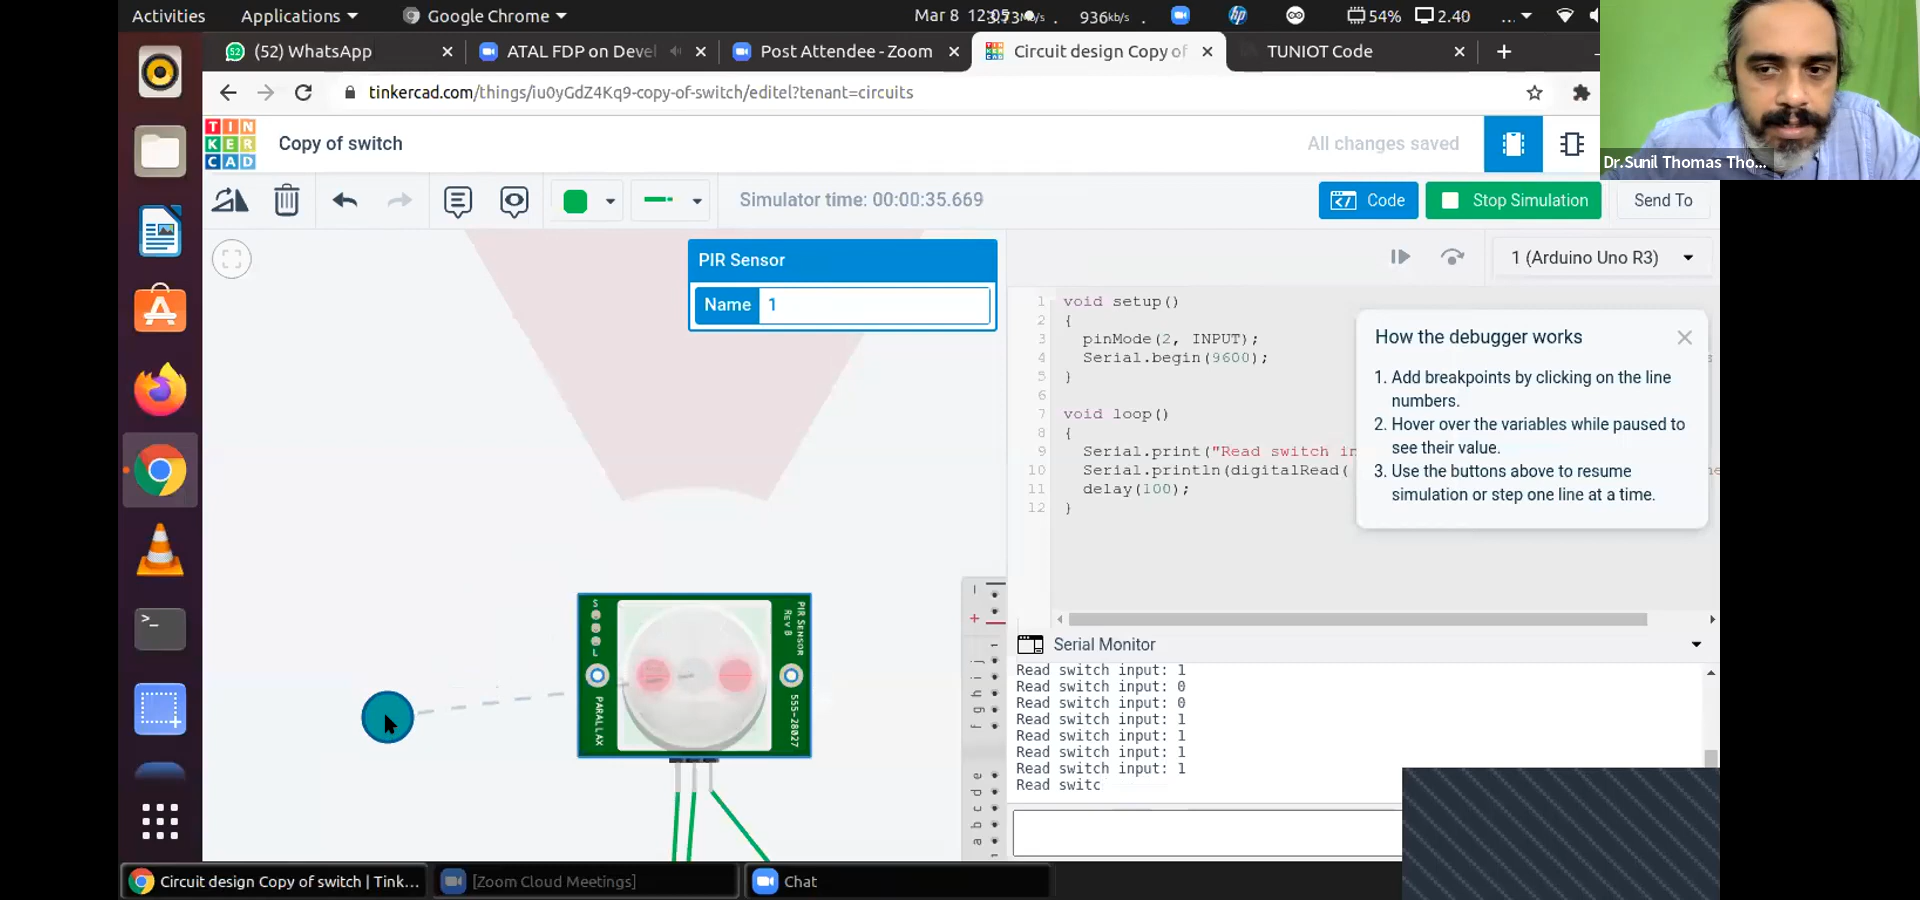 Activities
Applications
Google Chrome
Mar 8
936kb/s
54%
2.40
...
(52) WhatsApp
ATAL FDP on Devel
Post Attendee - Zoom
Circuit design Copy of
TUNIOT Code
tinkercad.com/things/iu0yGdZ4Kq9-copy-of-switch/editel?tenant=circuits
TIN
KER
CAD
Copy of switch
All changes saved
Dr.Sunil Thomas Tho...
Simulator time: 00:00:35.669
Code
Stop Simulation
Send To
PIR Sensor
Name 1
1 (Arduino Uno R3)
1 void setup()
2 {
3 pinMode(2, INPUT);
4 Serial.begin(9600);
5 }
6
7 void loop()
8 {
9 Serial.print("Read switch in
10 Serial.println(digitalRead(
11 delay(100);
12 }
How the debugger works
1. Add breakpoints by clicking on the line
numbers.
2. Hover over the variables while paused to
see their value.
3. Use the buttons above to resume
simulation or step one line at a time.
S
L
PIR SENSOR
REV B
PARALLAX
555-28027
j
i
h
g
f
e
d
c
b
a
Serial Monitor
Read switch input: 1
Read switch input: 0
Read switch input: 0
Read switch input: 1
Read switch input: 1
Read switch input: 1
Read switch input: 1
Read switc
Circuit design Copy of switch | Tink...
[Zoom Cloud Meetings]
Chat